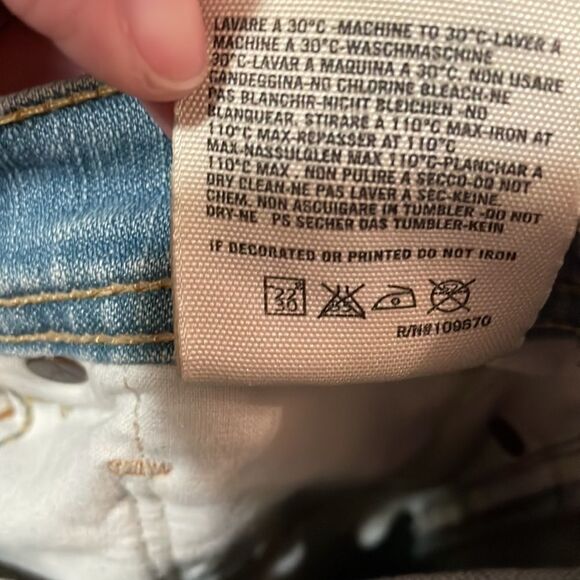 LAVARE A 30°C -MACHINE TO 30°C-LAVER A
MACHINE A 30°C-WASCHMASCHINE
30°C-LAVAR A MAQUINA A 30°C. NON USARE
CANDEGGINA-NO CHLORINE BLEACH-NE
PAS BLANCHIR-NIGHT BLEICHEN -NO
BLANQUEAR. STIRARE A 110°C MAX-IRON AT
110°C MAX-REPASSER AT 110°C
MAX-NASSULQLEN MAX 110°C-PLANCHAR A
110°C MAX . NON PULIRE A SECCO-DO NOT
DRY CLEAN-NE PAS LAVER A SEC-KEINE.
CHEM. NON ASCUIGARE IN TUMBLER -DO NOT
DRY-NE PS SECHER DAS TUMBLER-KEIN
IF DECORATED OR PRINTED DO NOT IRON
30
R/N#109670